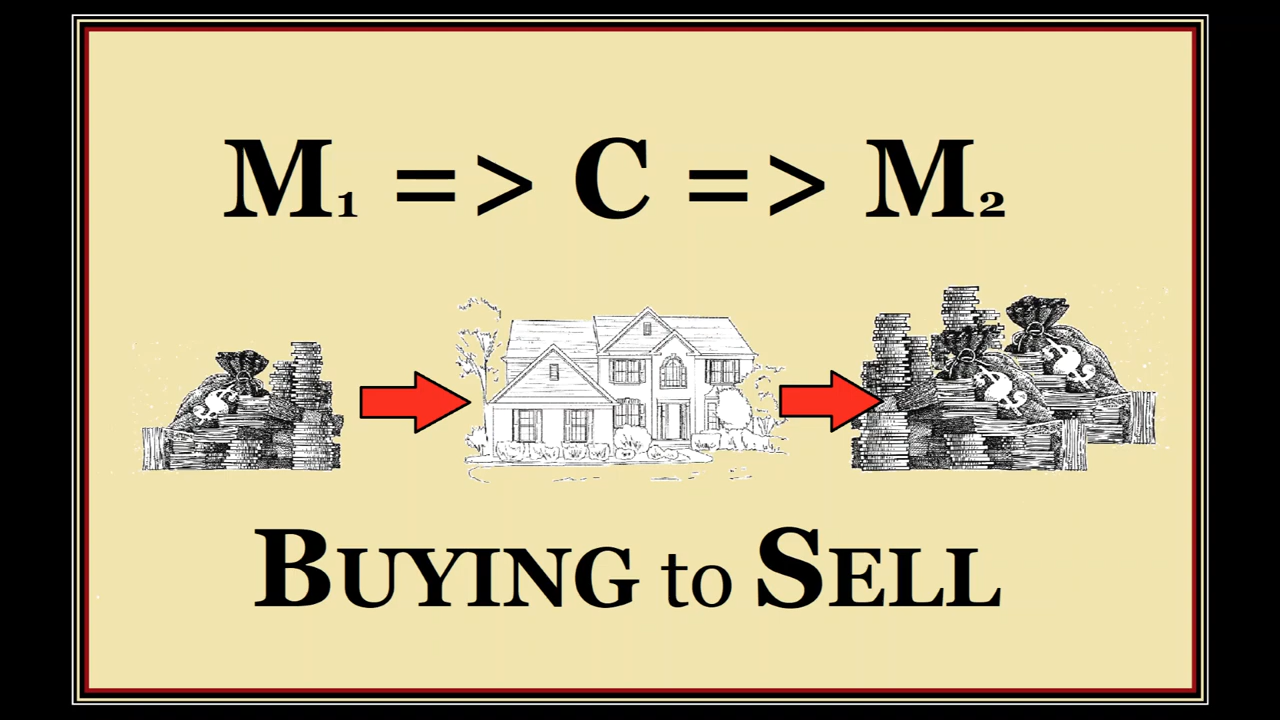 M₁ => C => M₂
BUYING to SELL